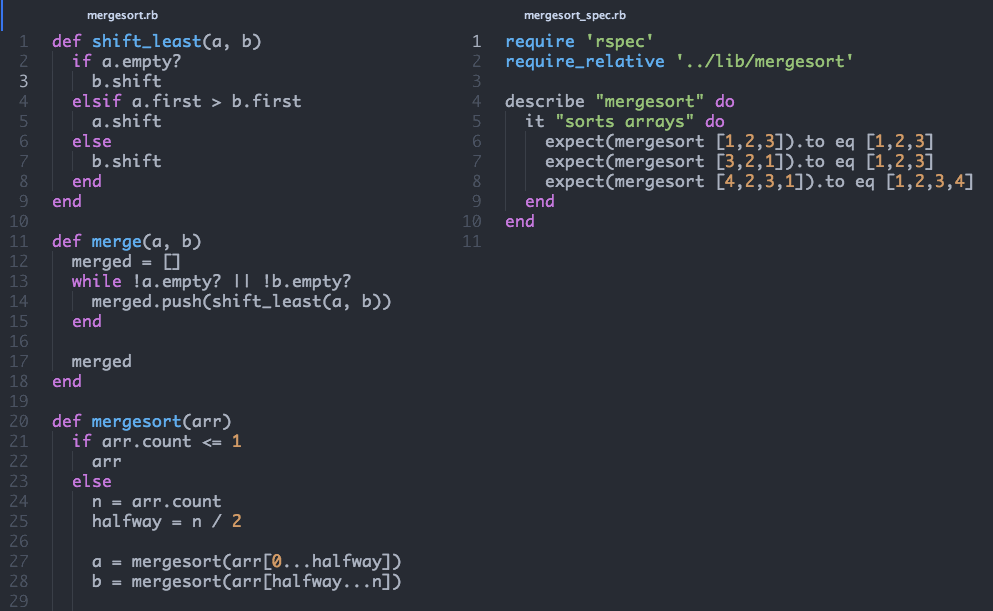 mergesort.rb
1 def shift_least(a, b)
2   if a.empty?
3     b.shift
4   elsif a.first > b.first
5     a.shift
6   else
7     b.shift
8   end
9 end
10
11 def merge(a, b)
12   merged = []
13   while !a.empty? || !b.empty?
14     merged.push(shift_least(a, b))
15   end
16
17   merged
18 end
19
20 def mergesort(arr)
21   if arr.count <= 1
22     arr
23   else
24     n = arr.count
25     halfway = n / 2
26
27     a = mergesort(arr[0...halfway])
28     b = mergesort(arr[halfway...n])
29
mergesort_spec.rb
1 require 'rspec'
2 require_relative '../lib/mergesort'
3
4 describe "mergesort" do
5   it "sorts arrays" do
6     expect(mergesort [1,2,3]).to eq [1,2,3]
7     expect(mergesort [3,2,1]).to eq [1,2,3]
8     expect(mergesort [4,2,3,1]).to eq [1,2,3,4]
9   end
10 end
11